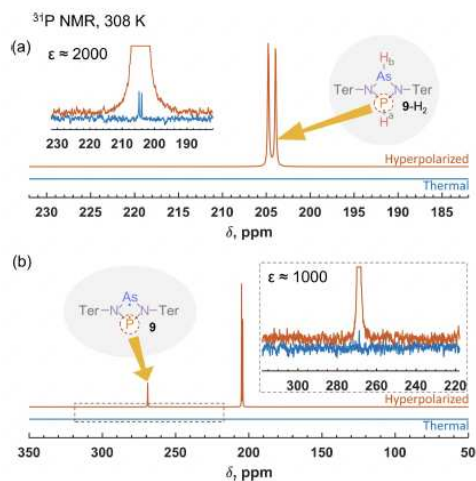 31P NMR, 308 K
(a)
ε ≈ 2000
230 220 210 200 190
Hb
As
Ter N N Ter
P
Ha
9-H2
Hyperpolarized
Thermal
230 225 220 215 210 205 200 195 190 185
δ, ppm
(b)
As
Ter N N Ter
P
9
ε ≈ 1000
300 280 260 240 220
Hyperpolarized
Thermal
350 300 250 200 150 100 50
δ, ppm